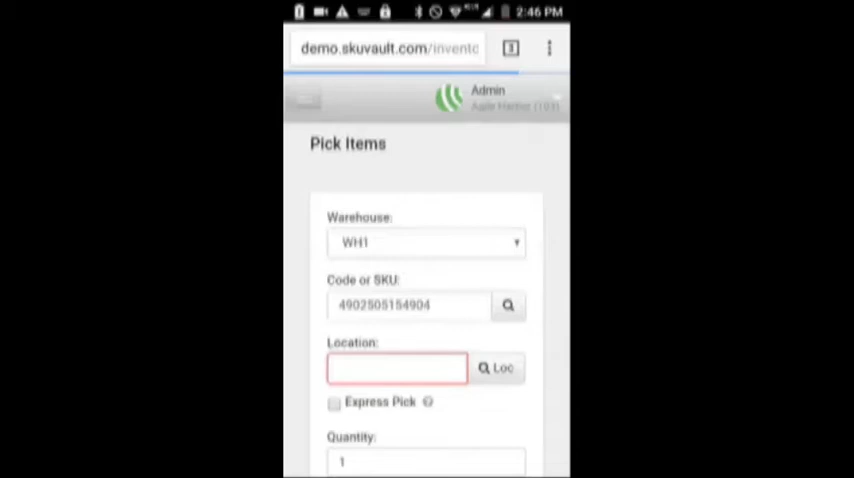 2:46 PM
demo.skuvault.com/invento
3
Admin
Pick Items
Warehouse:
WH1
Code or SKU:
4902505154904
Location:
Loc
Express Pick
Quantity:
1